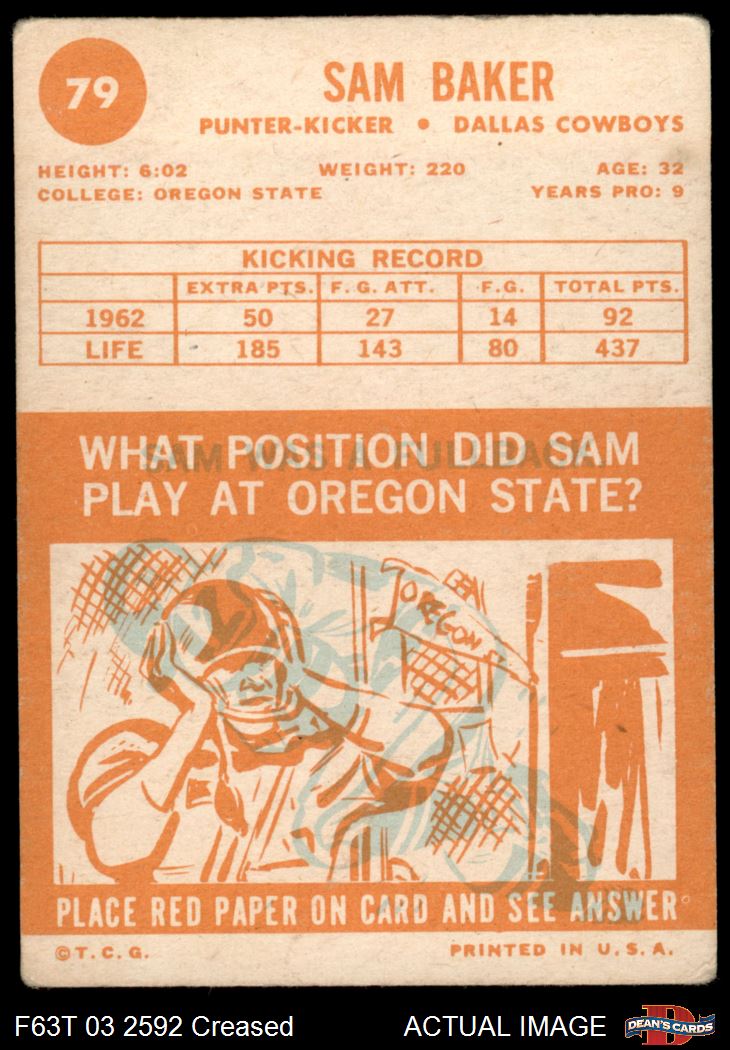 79
SAM BAKER
PUNTER-KICKER • DALLAS COWBOYS
HEIGHT: 6:02 WEIGHT: 220 AGE: 32
COLLEGE: OREGON STATE YEARS PRO: 9
KICKING RECORD
EXTRA PTS. F. G. ATT. F.G. TOTAL PTS.
1962 50 27 14 92
LIFE 185 143 80 437
WHAT POSITION DID SAM
SAM WAS A FULLBACK.
PLAY AT OREGON STATE?
OREGON
PLACE RED PAPER ON CARD AND SEE ANSWER
©T.C.G. PRINTED IN U.S.A.
F63T 03 2592 Creased ACTUAL IMAGE
D
DEAN'S CARDS